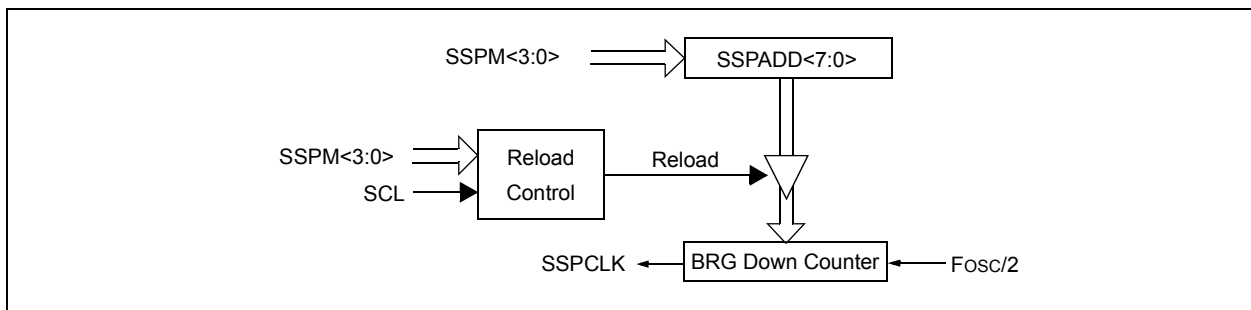 SSPM<3:0>
SSPADD<7:0>
SSPM<3:0>
SCL
Reload
Control
Reload
SSPCLK
BRG Down Counter
FOSC/2